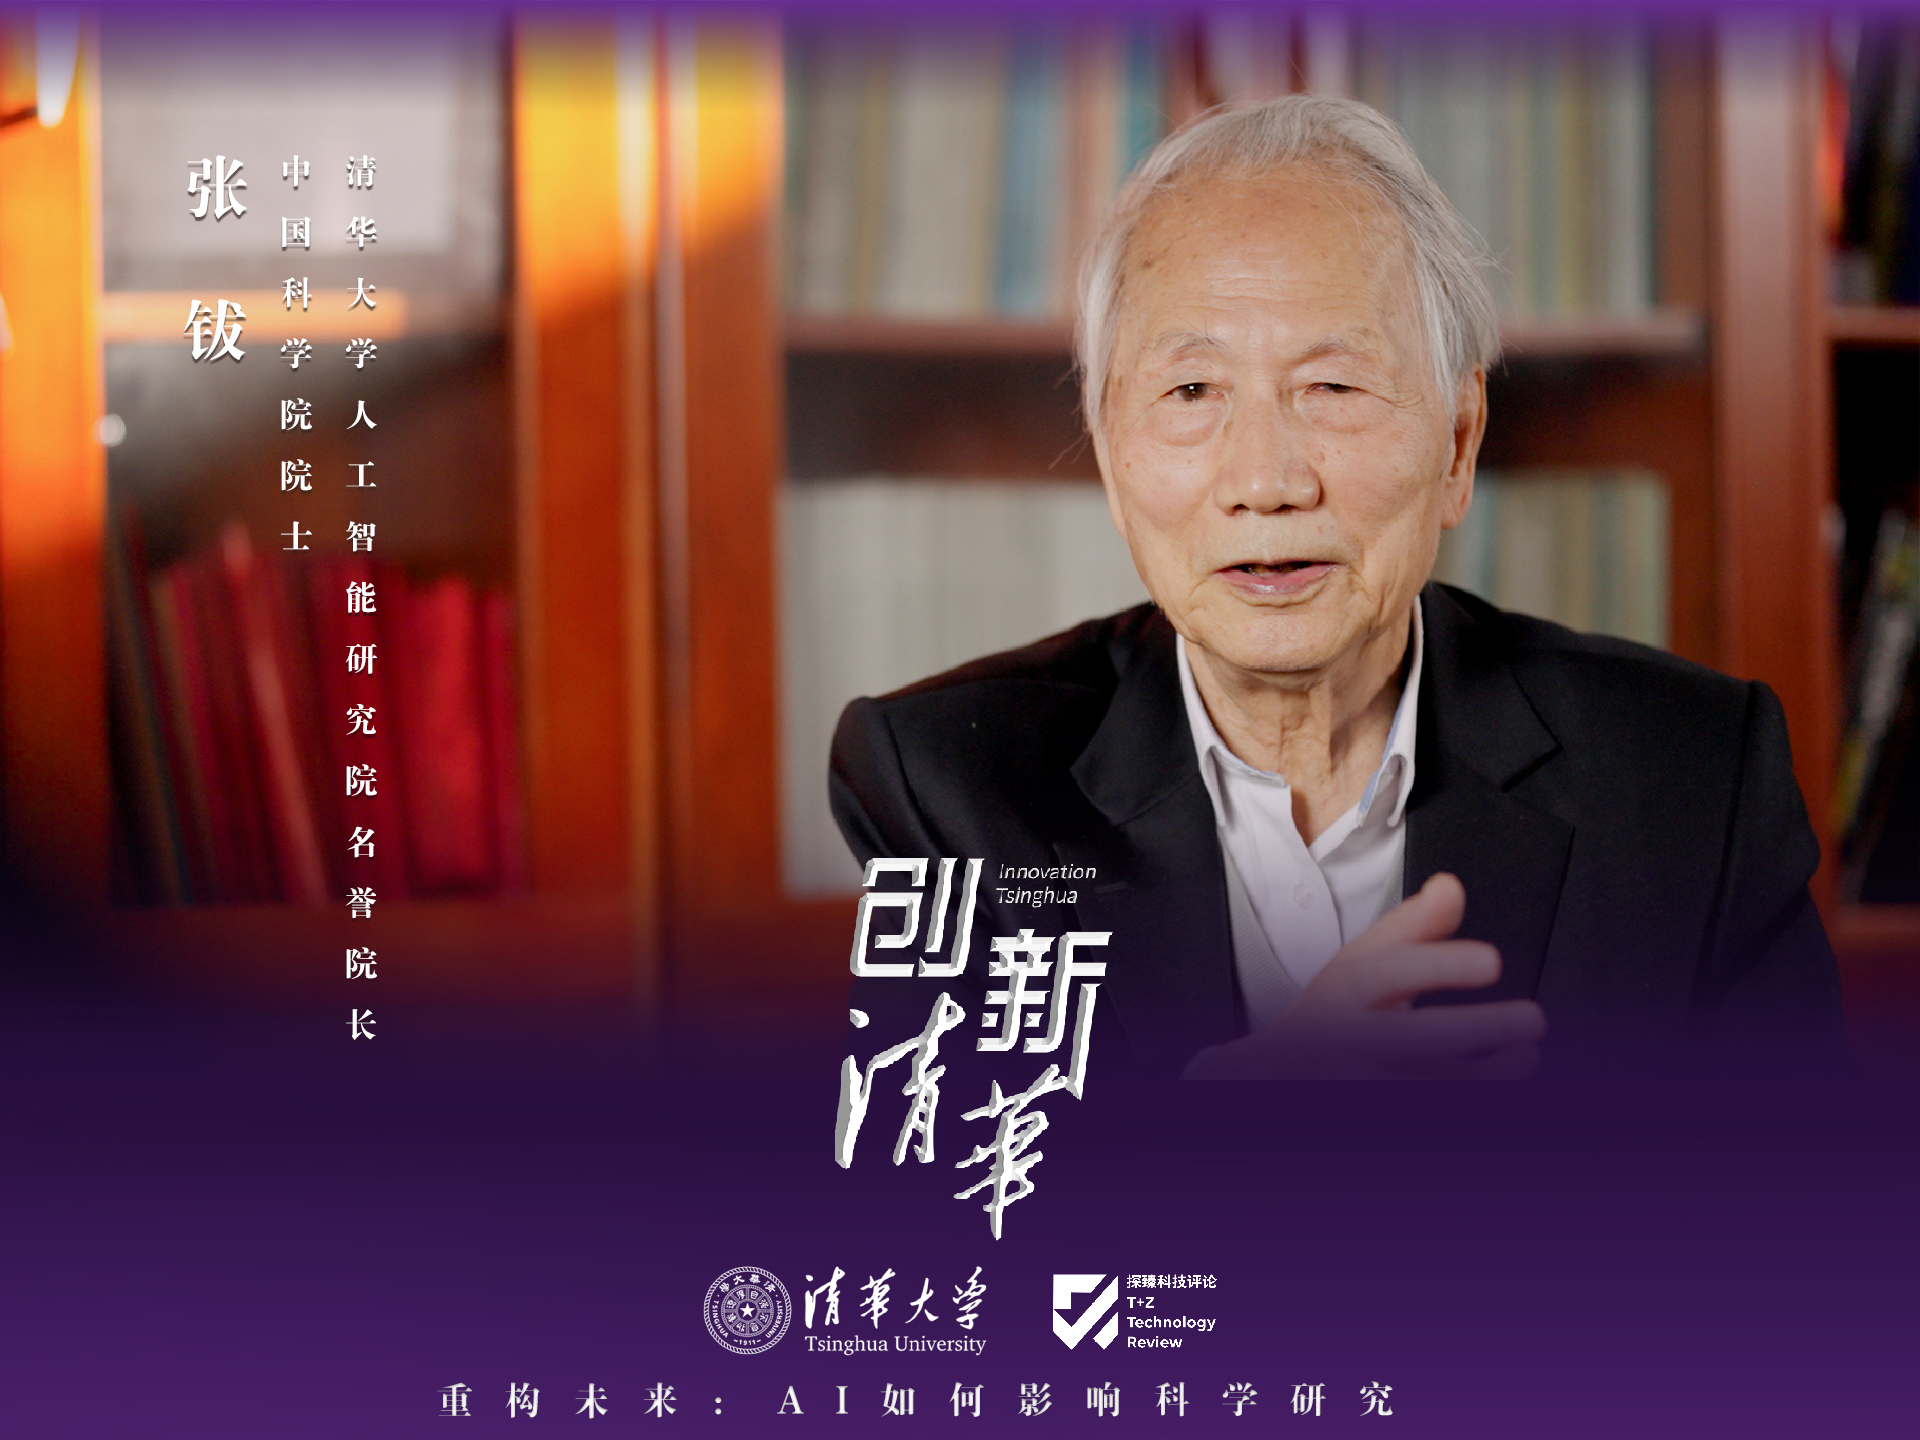 张钹
中国科学院院士
清华大学人工智能研究院名誉院长
创新
Innovation
Tsinghua
清華
清華大学
Tsinghua University
探臻科技评论
T+Z
Technology
Review
重构未来：AI如何影响科学研究